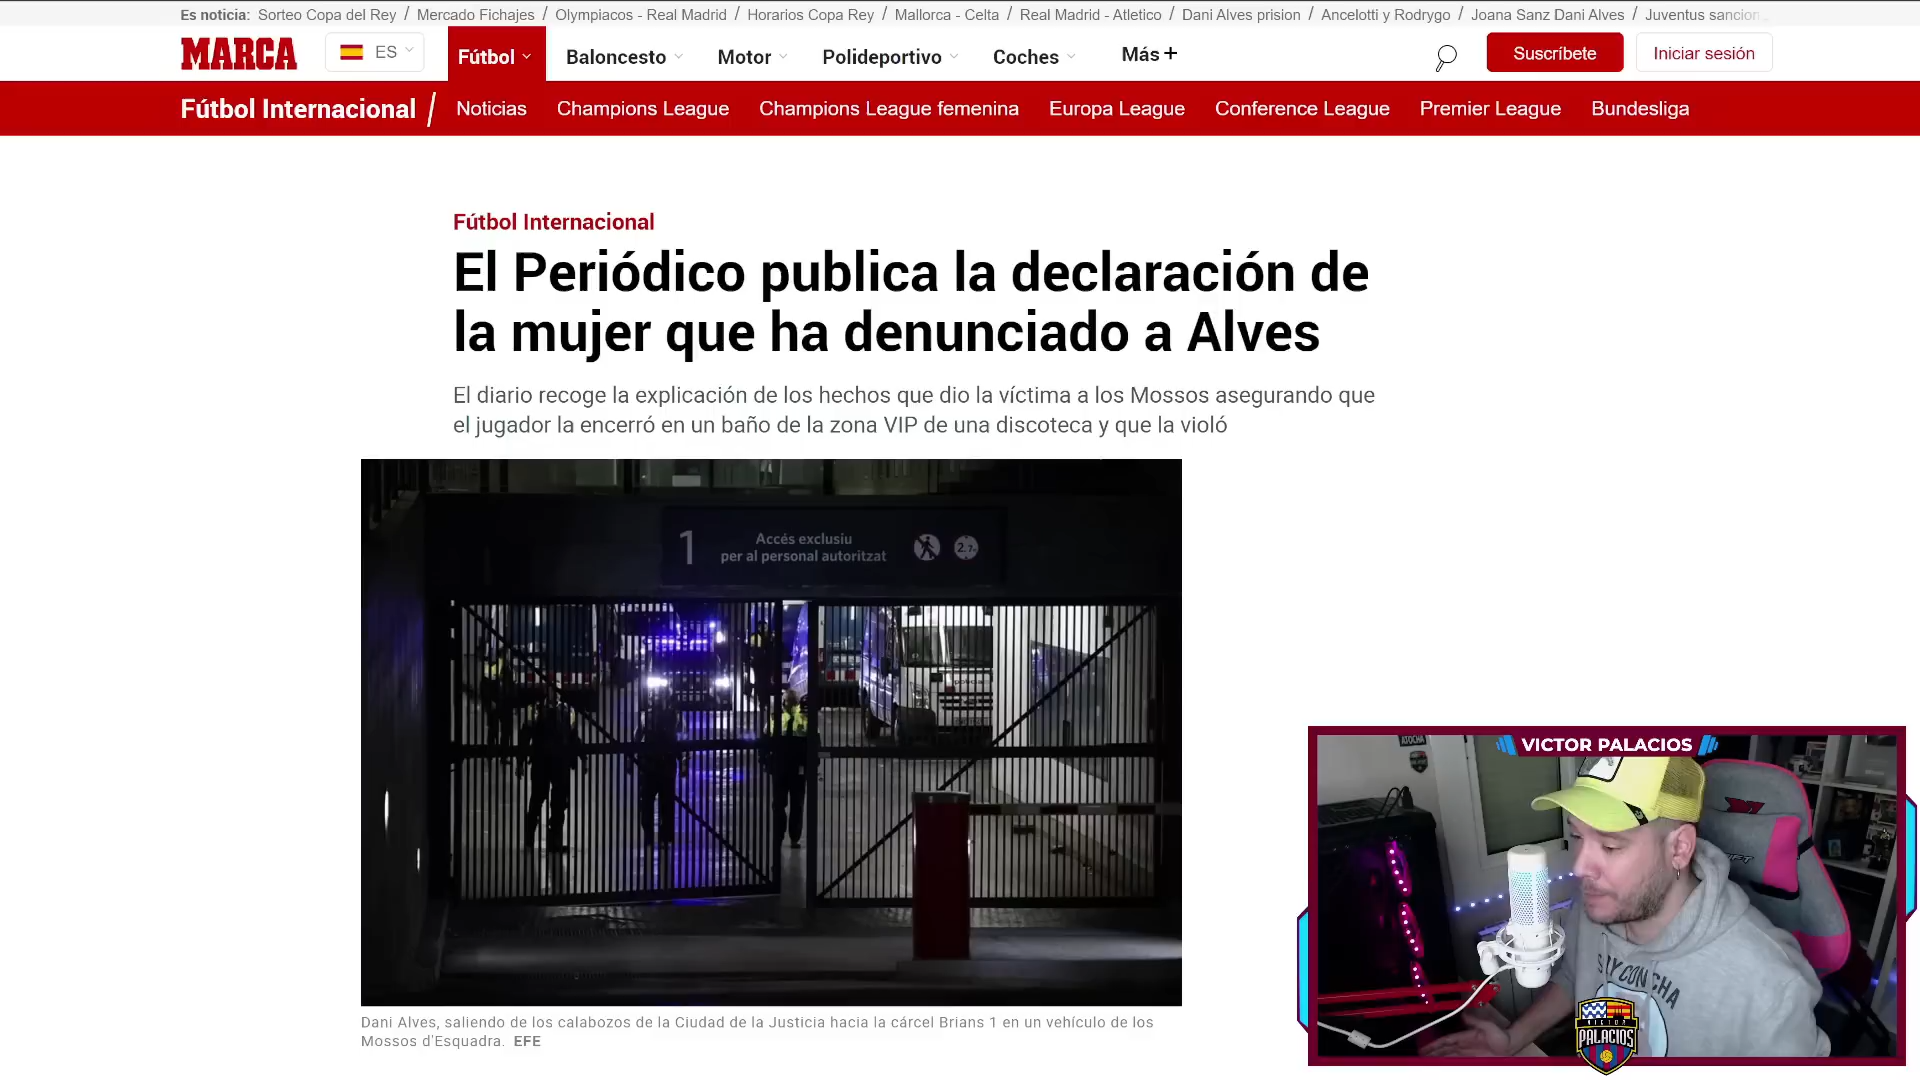 Es noticia: Sorteo Copa del Rey / Mercado Fichajes / Olympiacos - Real Madrid / Horarios Copa Rey / Mallorca - Celta / Real Madrid - Atletico / Dani Alves prision / Ancelotti y Rodrygo / Joana Sanz Dani Alves / Juventus sancion
MARCA ES Fútbol Baloncesto Motor Polideportivo Coches Más + Suscríbete Iniciar sesión
Fútbol Internacional / Noticias Champions League Champions League femenina Europa League Conference League Premier League Bundesliga
Fútbol Internacional
El Periódico publica la declaración de
la mujer que ha denunciado a Alves
El diario recoge la explicación de los hechos que dio la víctima a los Mossos asegurando que
el jugador la encerró en un baño de la zona VIP de una discoteca y que la violó
1 Accés exclusiu
per al personal autoritzat
Dani Alves, saliendo de los calabozos de la Ciudad de la Justicia hacia la cárcel Brians 1 en un vehículo de los
Mossos d'Esquadra. EFE
VICTOR PALACIOS
VICTOR
PALACIOS